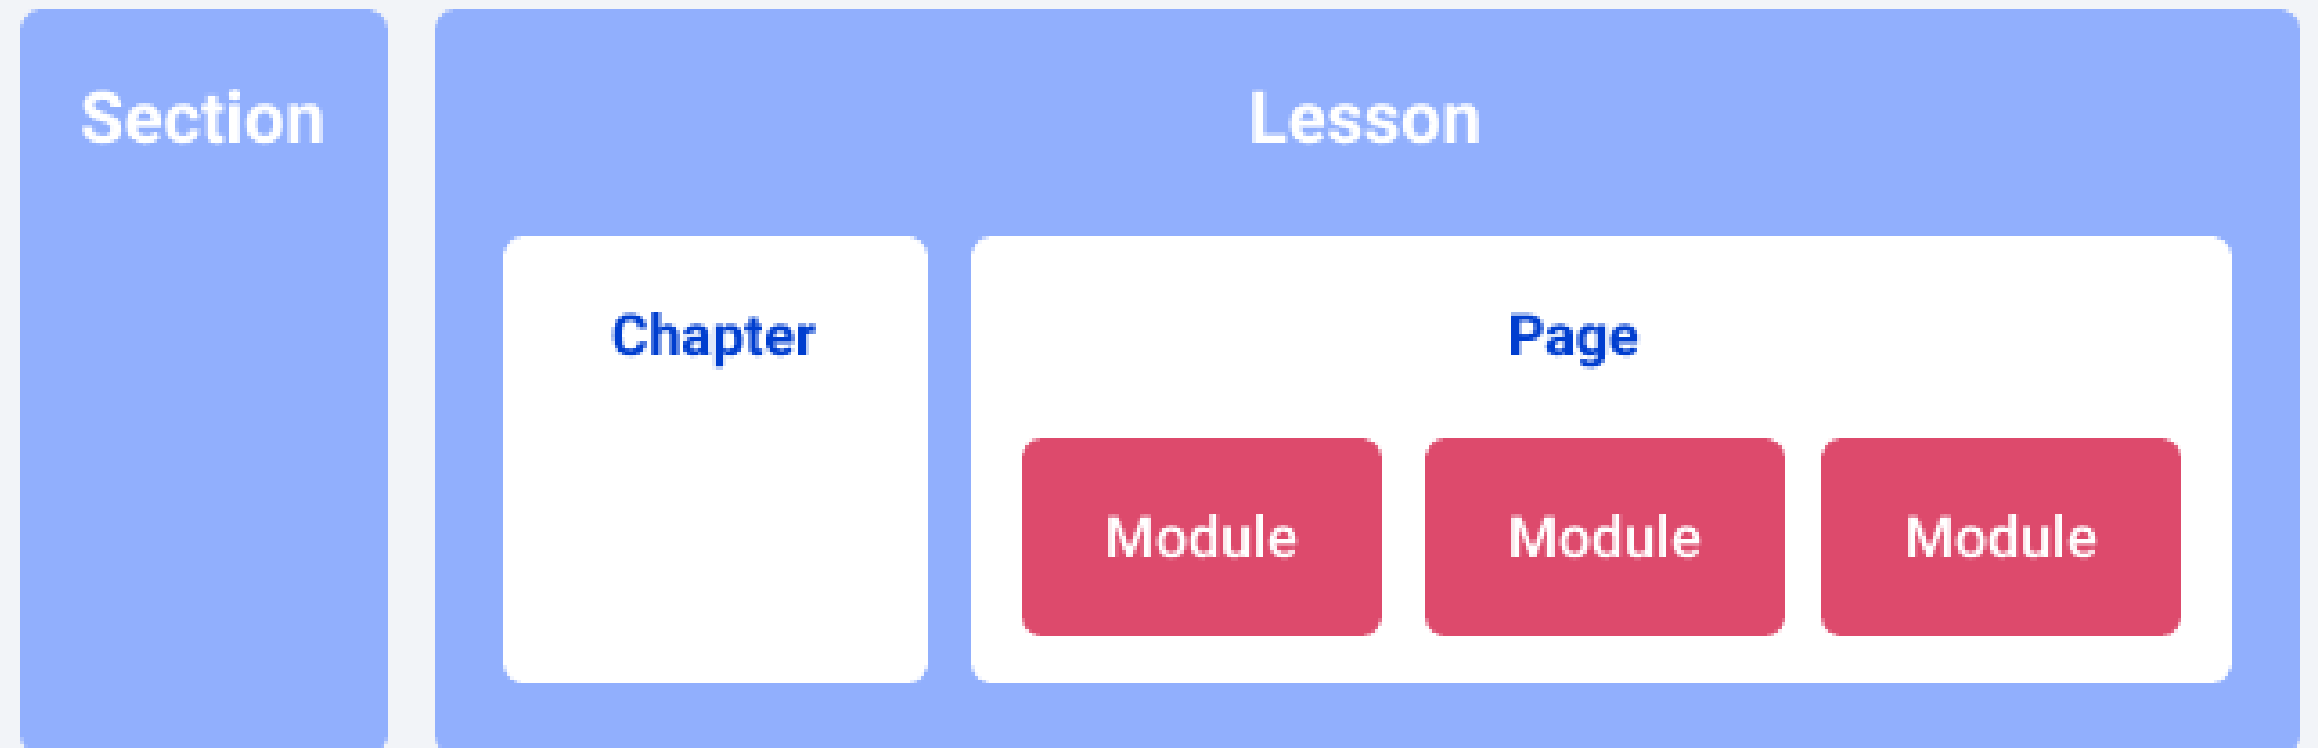 Section
Lesson
Chapter
Page
Module
Module
Module